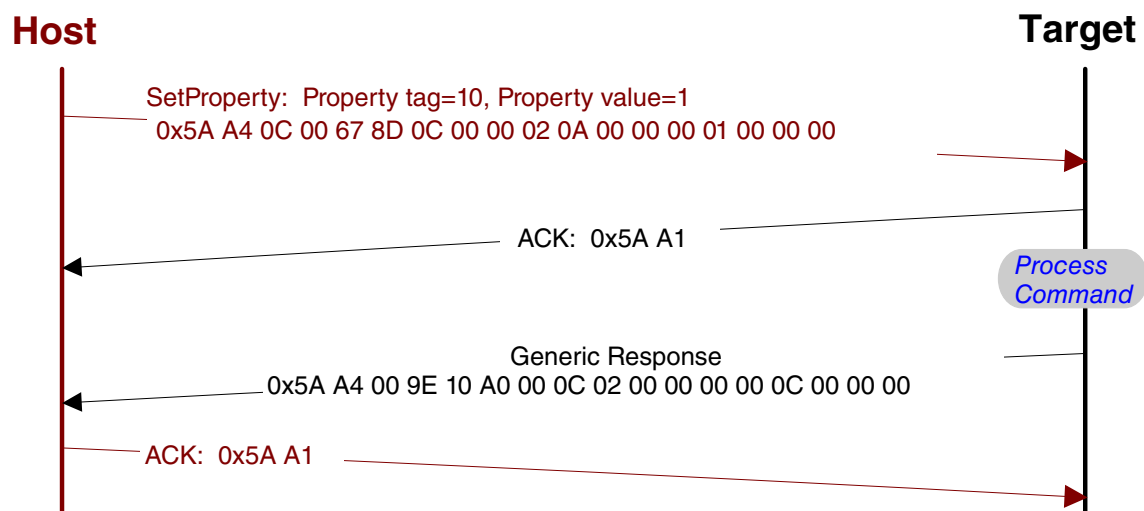 Host
Target
SetProperty: Property tag=10, Property value=1
0x5A A4 0C 00 67 8D 0C 00 00 02 0A 00 00 00 01 00 00 00
ACK: 0x5A A1
Process
Command
Generic Response
0x5A A4 00 9E 10 A0 00 0C 02 00 00 00 00 0C 00 00 00
ACK: 0x5A A1